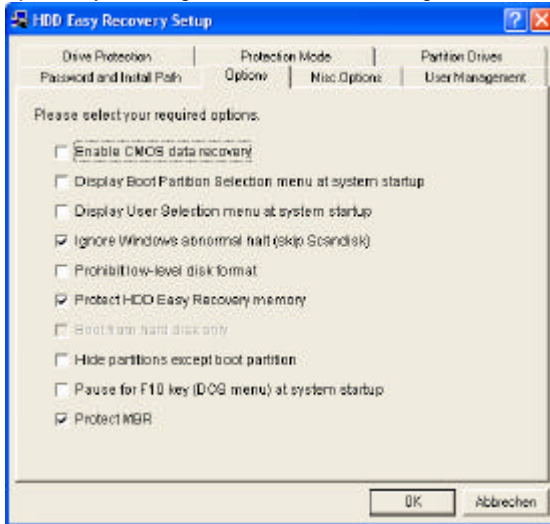 HDD Easy Recovery Setup
Drive Protection Protection Mode Partition Drives
Password and Install Path Options Misc.Options User Management
Please select your required options.
Enable CMOS data recovery
Display Boot Partition Selection menu at system startup
Display User Selection menu at system startup
Ignore Windows abnormal halt (skip Scandisk)
Prohibit low-level disk format
Protect HDD Easy Recovery memory
Boot from hard disk only
Hide partitions except boot partition
Pause for F10 key (DOS menu) at system startup
Protect MBR
OK Abbrechen